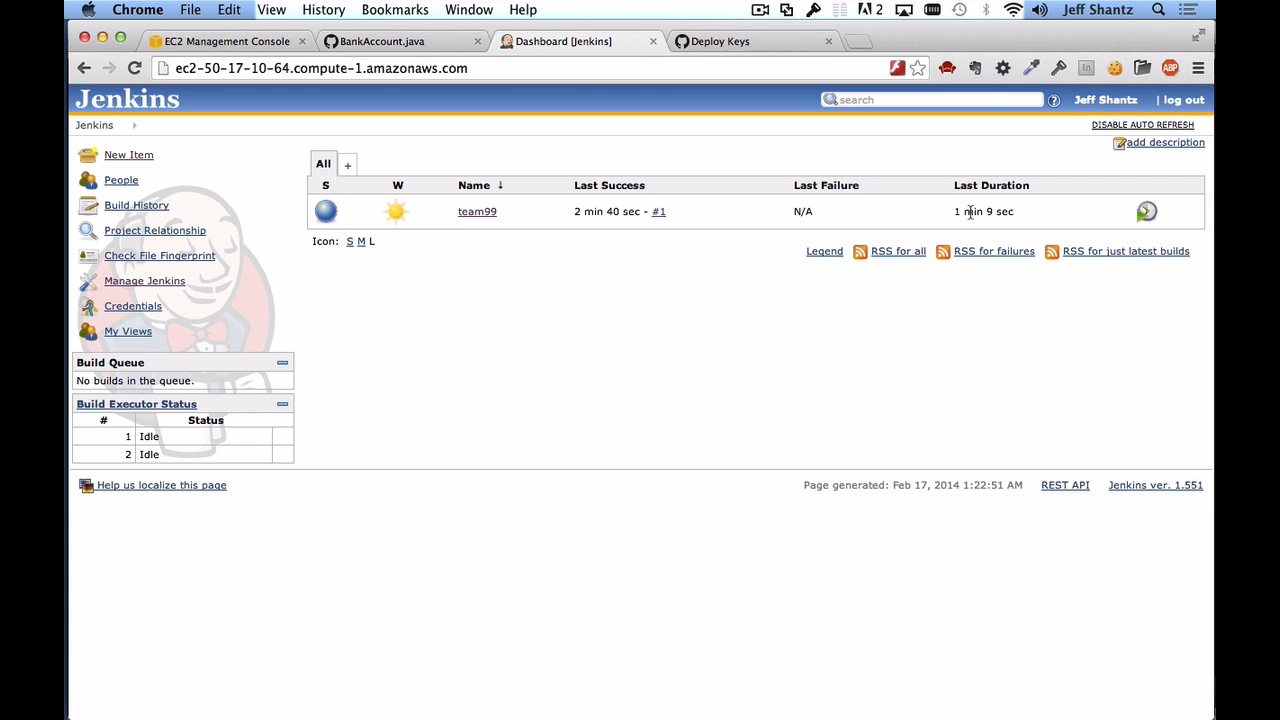 Chrome File Edit View History Bookmarks Window Help 2 Jeff Shantz
EC2 Management Console BankAccount.java Dashboard [Jenkins] Deploy Keys
ec2-50-17-10-64.compute-1.amazonaws.com In ABP
Jenkins search Jeff Shantz | log out
Jenkins DISABLE AUTO REFRESH
add description
New Item
People
Build History
Project Relationship
Check File Fingerprint
Manage Jenkins
Credentials
My Views
Build Queue
No builds in the queue.
Build Executor Status
# Status
1 Idle
2 Idle
All +
S W Name ↓ Last Success Last Failure Last Duration
team99 2 min 40 sec - #1 N/A 1 min 9 sec
Icon: S M L
Legend RSS for all RSS for failures RSS for just latest builds
Help us localize this page Page generated: Feb 17, 2014 1:22:51 AM REST API Jenkins ver. 1.551